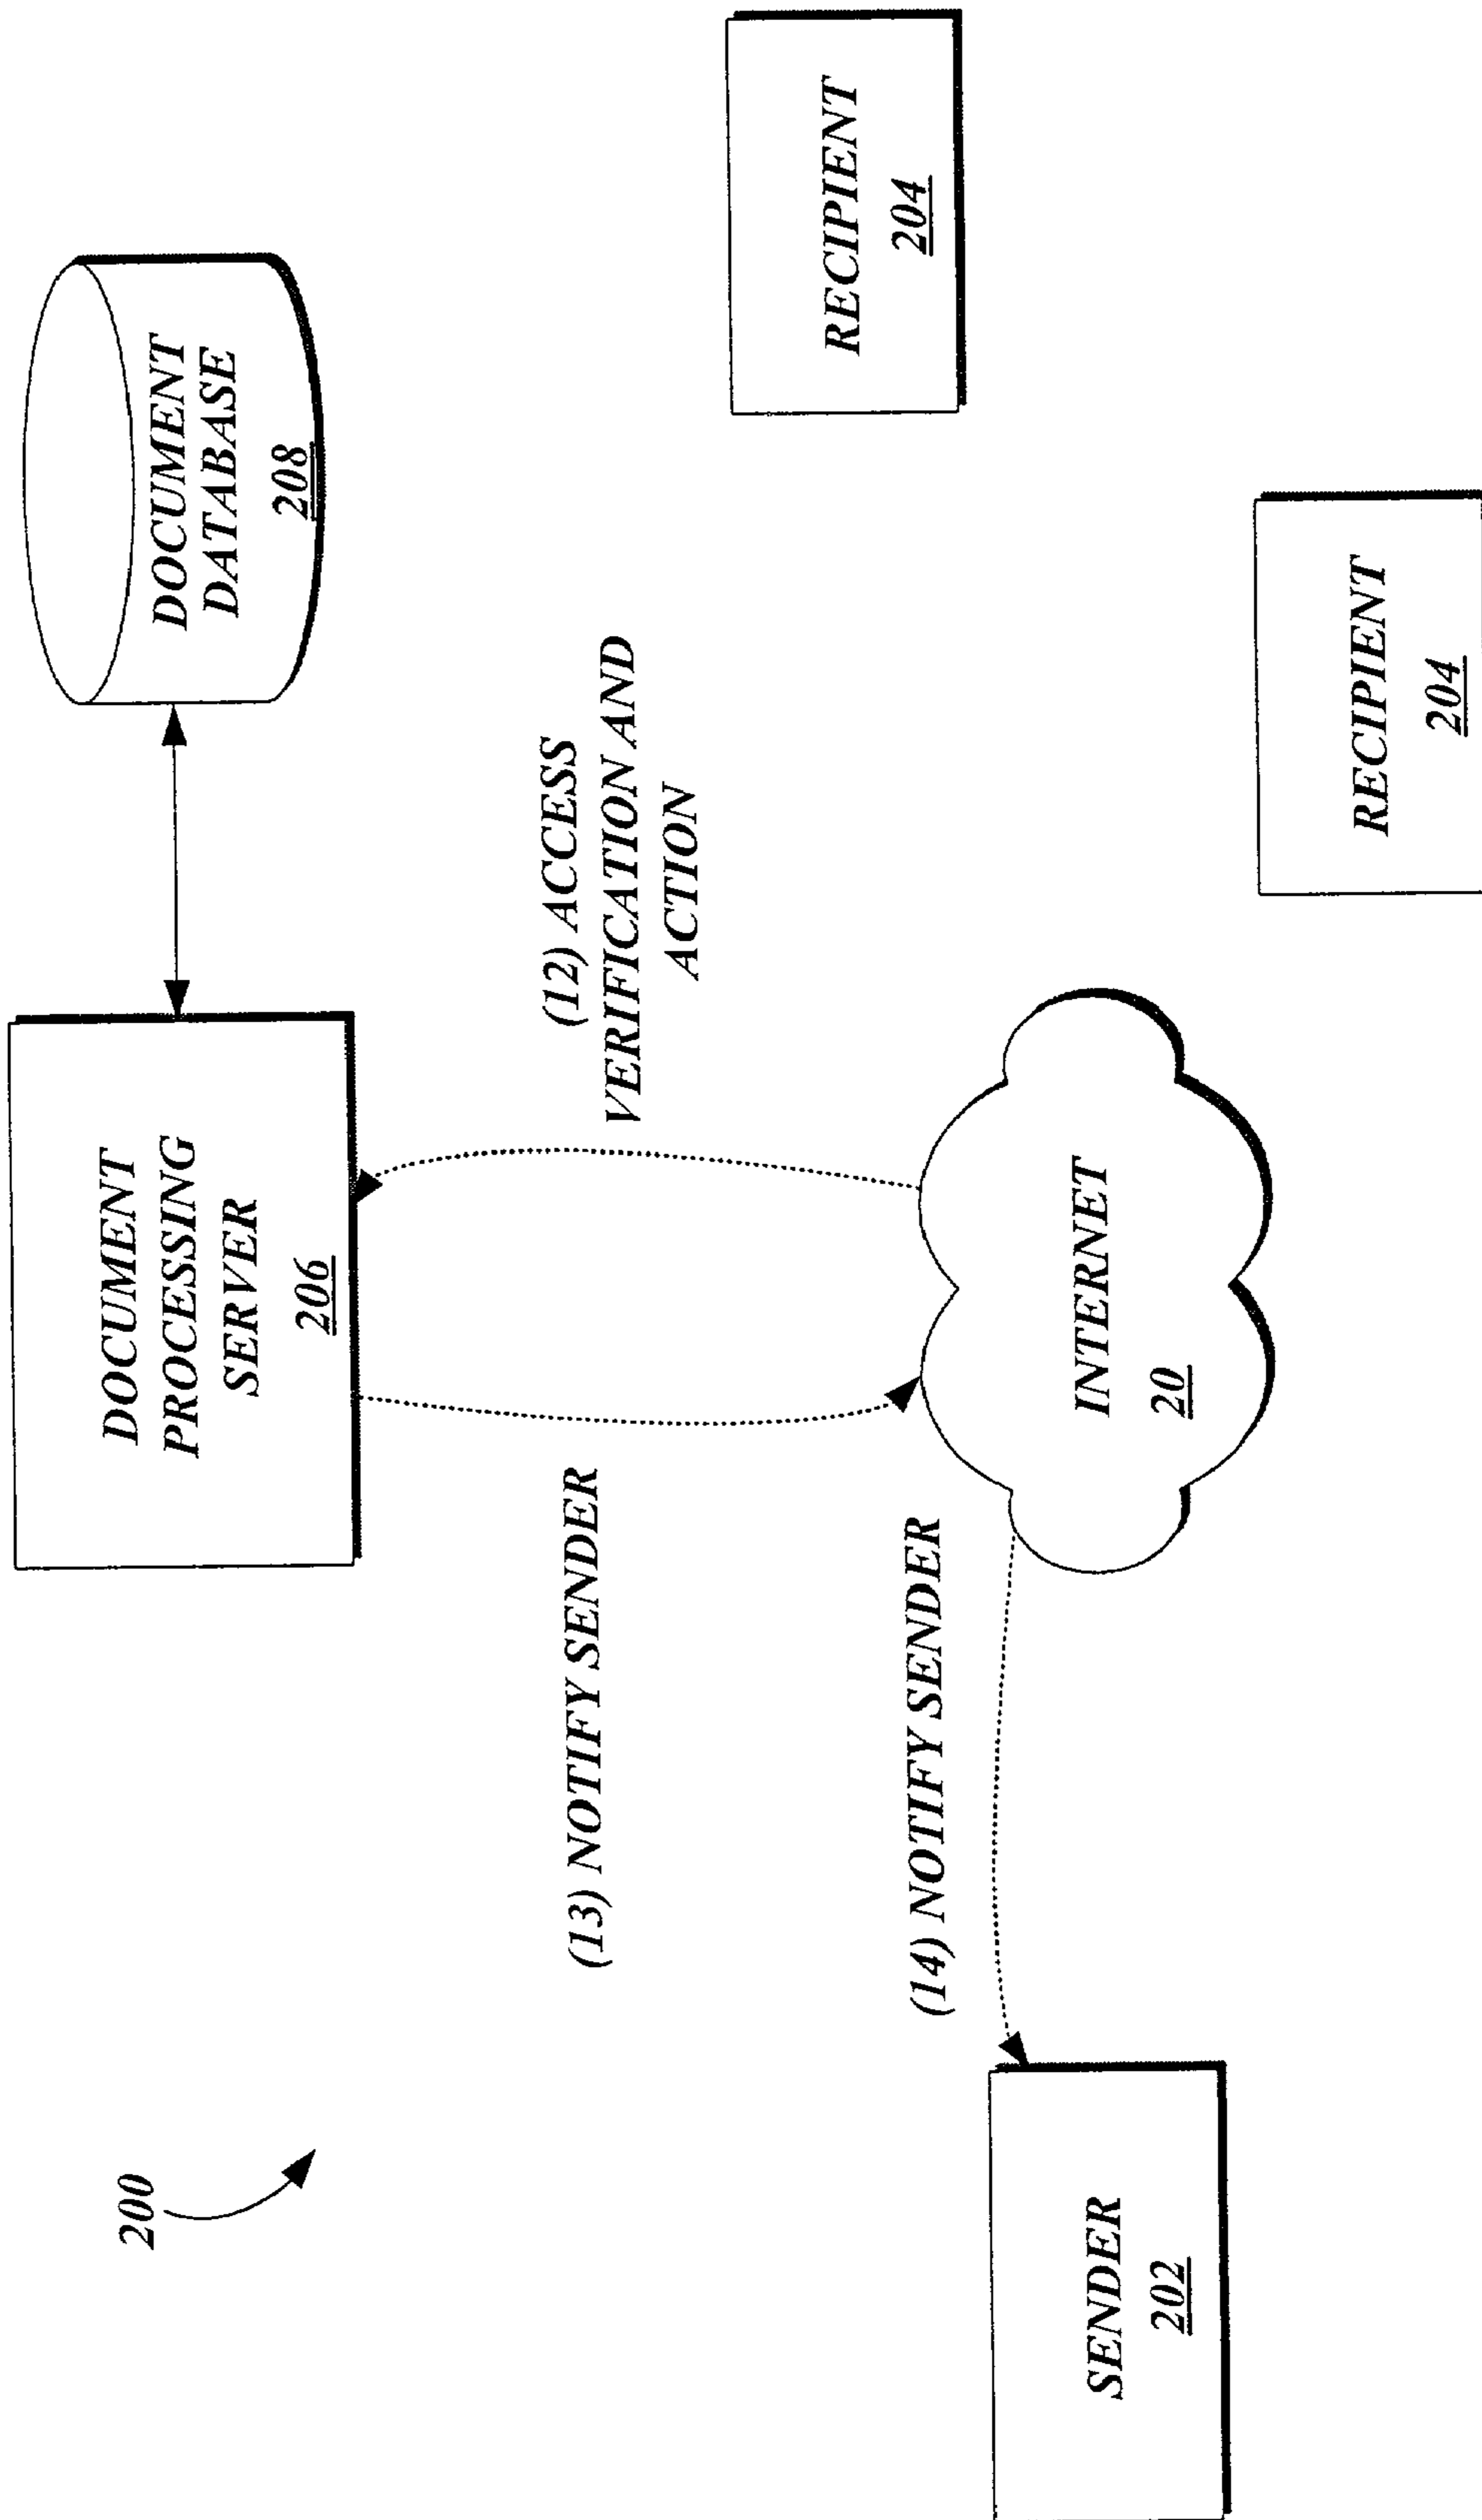 200
DOCUMENT
PROCESSING
SERVER
206
DOCUMENT
DATABASE
208
(12) ACCESS
VERIFICATION AND
ACTION
(13) NOTIFY SENDER
(14) NOTIFY SENDER
RECIPIENT
204
SENDER
202
INTERNET
20
RECIPIENT
204